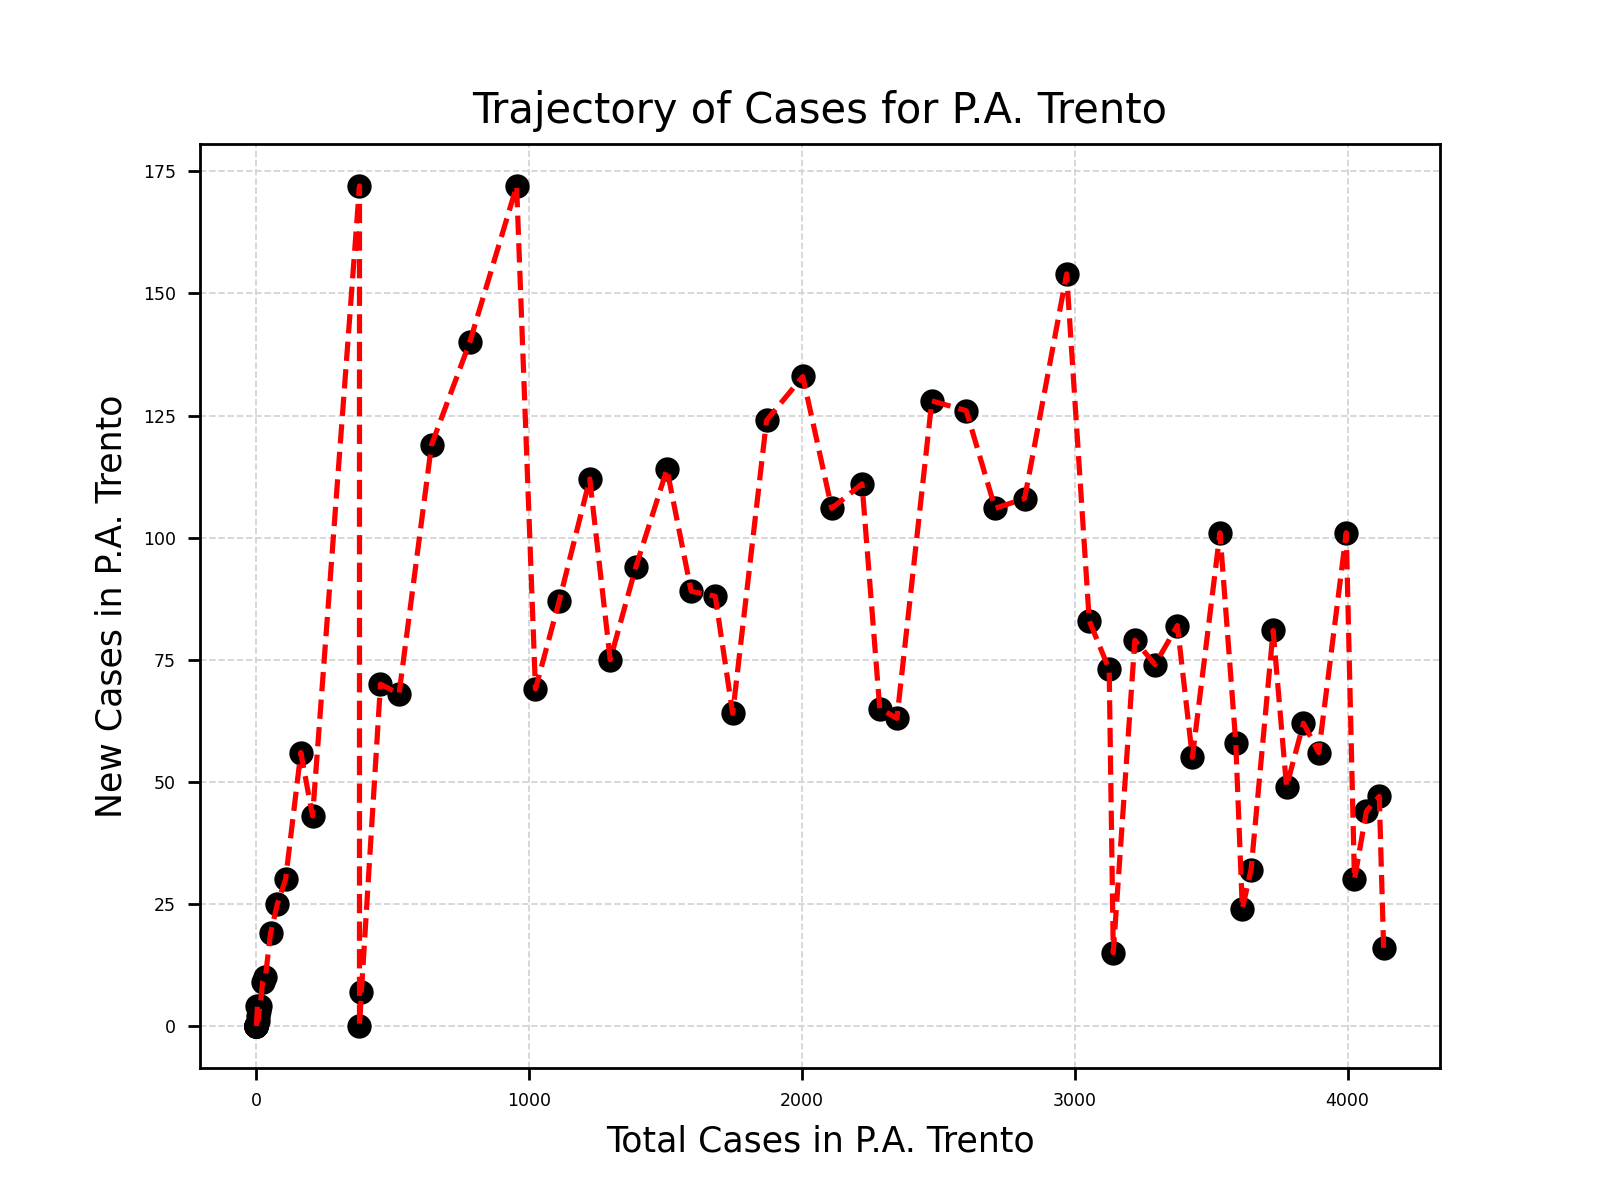 Trajectory of Cases for P.A. Trento
New Cases in P.A. Trento
175
150
125
100
75
50
25
0
0 1000 2000 3000 4000
Total Cases in P.A. Trento